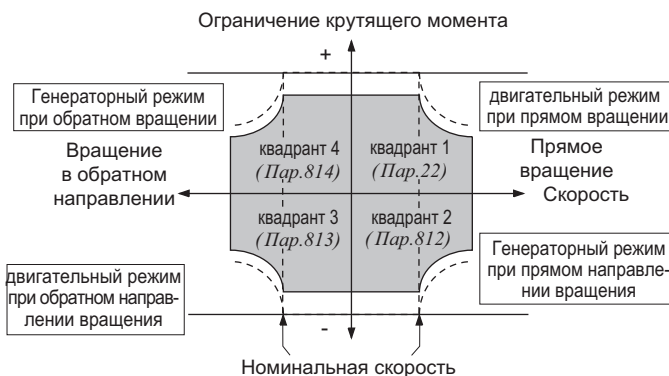 Ограничение крутящего момента
+
Генераторный режим
при обратном вращении
двигательный режим
при прямом вращении
Вращение
в обратном
направлении
квадрант 4
(Пар.814)
квадрант 1
(Пар.22)
Прямое
вращение
Скорость
квадрант 3
(Пар.813)
квадрант 2
(Пар.812)
двигательный режим
при обратном направ-
лении вращения
Генераторный режим
при прямом направле-
нии вращения
-
Номинальная скорость